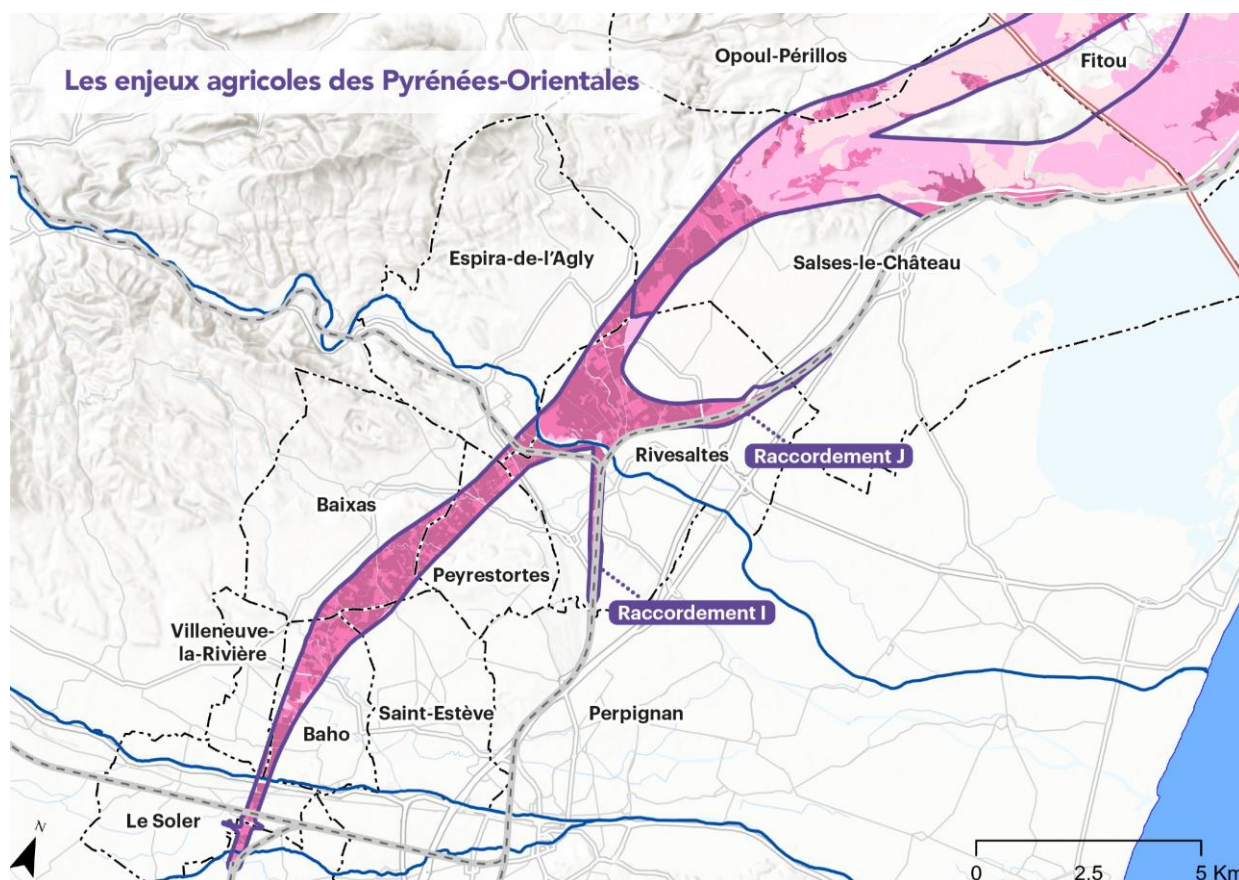 Les enjeux agricoles des Pyrénées-Orientales
Opoul-Périllos
Fitou
Espira-de-l'Agly
Salses-le-Château
Rivesaltes
Raccordement J
Baixas
Peyrestortes
Raccordement I
Villeneuve-
la-Rivière
Saint-Estève
Perpignan
Baho
Le Soler
N
0
2,5
5 Km